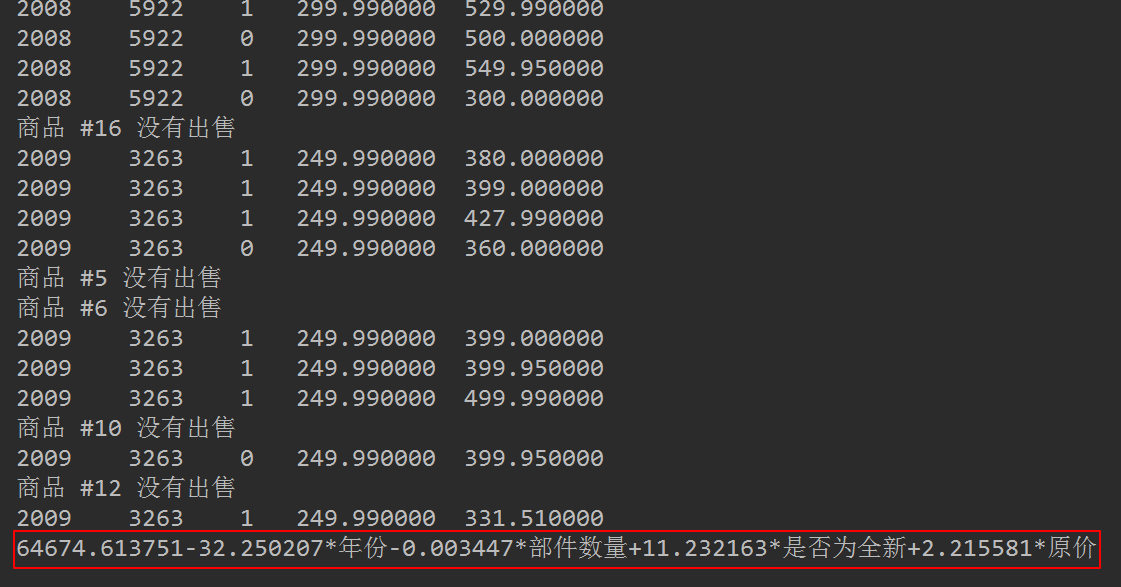 2008    5922    1   299.990000  529.990000
2008    5922    0   299.990000  500.000000
2008    5922    1   299.990000  549.950000
2008    5922    0   299.990000  300.000000
商品 #16 没有出售
2009    3263    1   249.990000  380.000000
2009    3263    1   249.990000  399.000000
2009    3263    1   249.990000  427.990000
2009    3263    0   249.990000  360.000000
商品 #5 没有出售
商品 #6 没有出售
2009    3263    1   249.990000  399.000000
2009    3263    1   249.990000  399.950000
2009    3263    1   249.990000  499.990000
商品 #10 没有出售
2009    3263    0   249.990000  399.950000
商品 #12 没有出售
2009    3263    1   249.990000  331.510000
64674.613751-32.250207*年份-0.003447*部件数量+11.232163*是否为全新+2.215581*原价